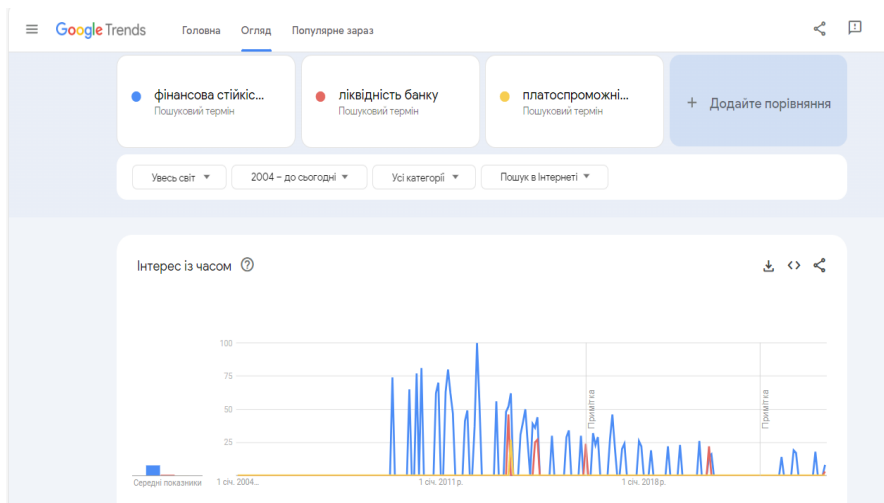 Google Trends Головна Огляд Популярне зараз
фінансова стійкіс...
Пошуковий термін
ліквідність банку
Пошуковий термін
платоспроможні...
Пошуковий термін
+ Додайте порівняння
Увесь світ
2004 – до сьогодні
Усі категорії
Пошук в Інтернеті
Інтерес із часом
100
75
50
25
Примітка
Примітка
Середні показники
1 січ. 2004...
1 січ. 2011 р.
1 січ. 2018 р.